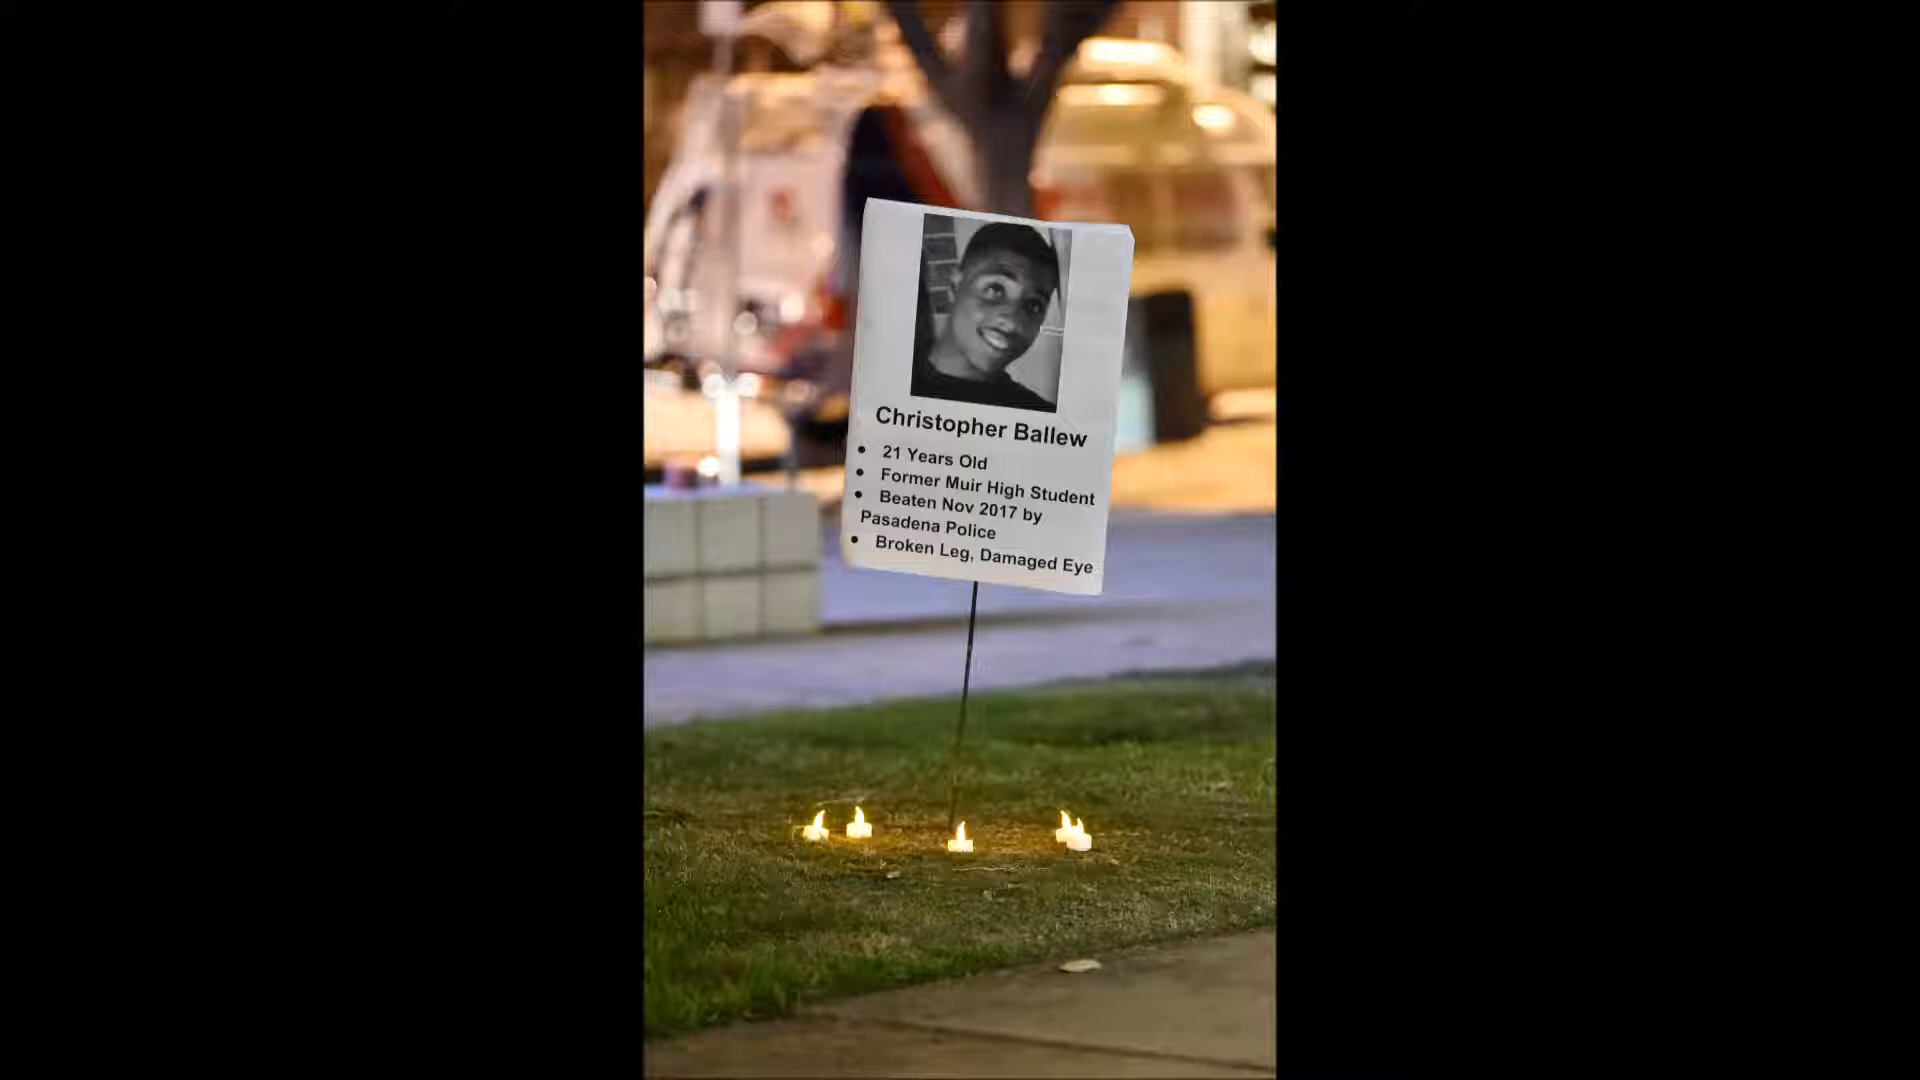 Christopher Ballew
• 21 Years Old
• Former Muir High Student
• Beaten Nov 2017 by
Pasadena Police
• Broken Leg, Damaged Eye